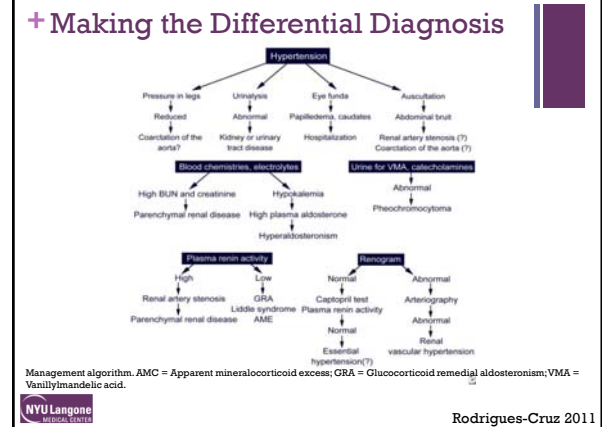 + Making the Differential Diagnosis
Hypertension
Pressure in legs Urinalysis Eye funda Auscultation
Reduced Abnormal Papilledema, caudates Abdominal bruit
Coarctation of the Kidney or urinary Hospitalization Renal artery stenosis (?)
aorta? tract disease Coarctation of the aorta (?)
Blood chemistries, electrolytes Urine for VMA, catecholamines
High BUN and creatinine Hypokalemia Abnormal
Parenchymal renal disease High plasma aldosterone Pheochromocytoma
Hyperaldosteronism
Plasma renin activity Renogram
High Low Normal Abnormal
Renal artery stenosis GRA Captopril test Arteriography
Liddle syndrome Plasma renin activity
Parenchymal renal disease AME Normal Abnormal
Essential Renal
hypertension(?) vascular hypertension
Management algorithm. AMC = Apparent mineralocorticoid excess; GRA = Glucocorticoid remedial aldosteronism; VMA =
Vanillylmandelic acid.
NYU Langone
MEDICAL CENTER
Rodrigues-Cruz 2011